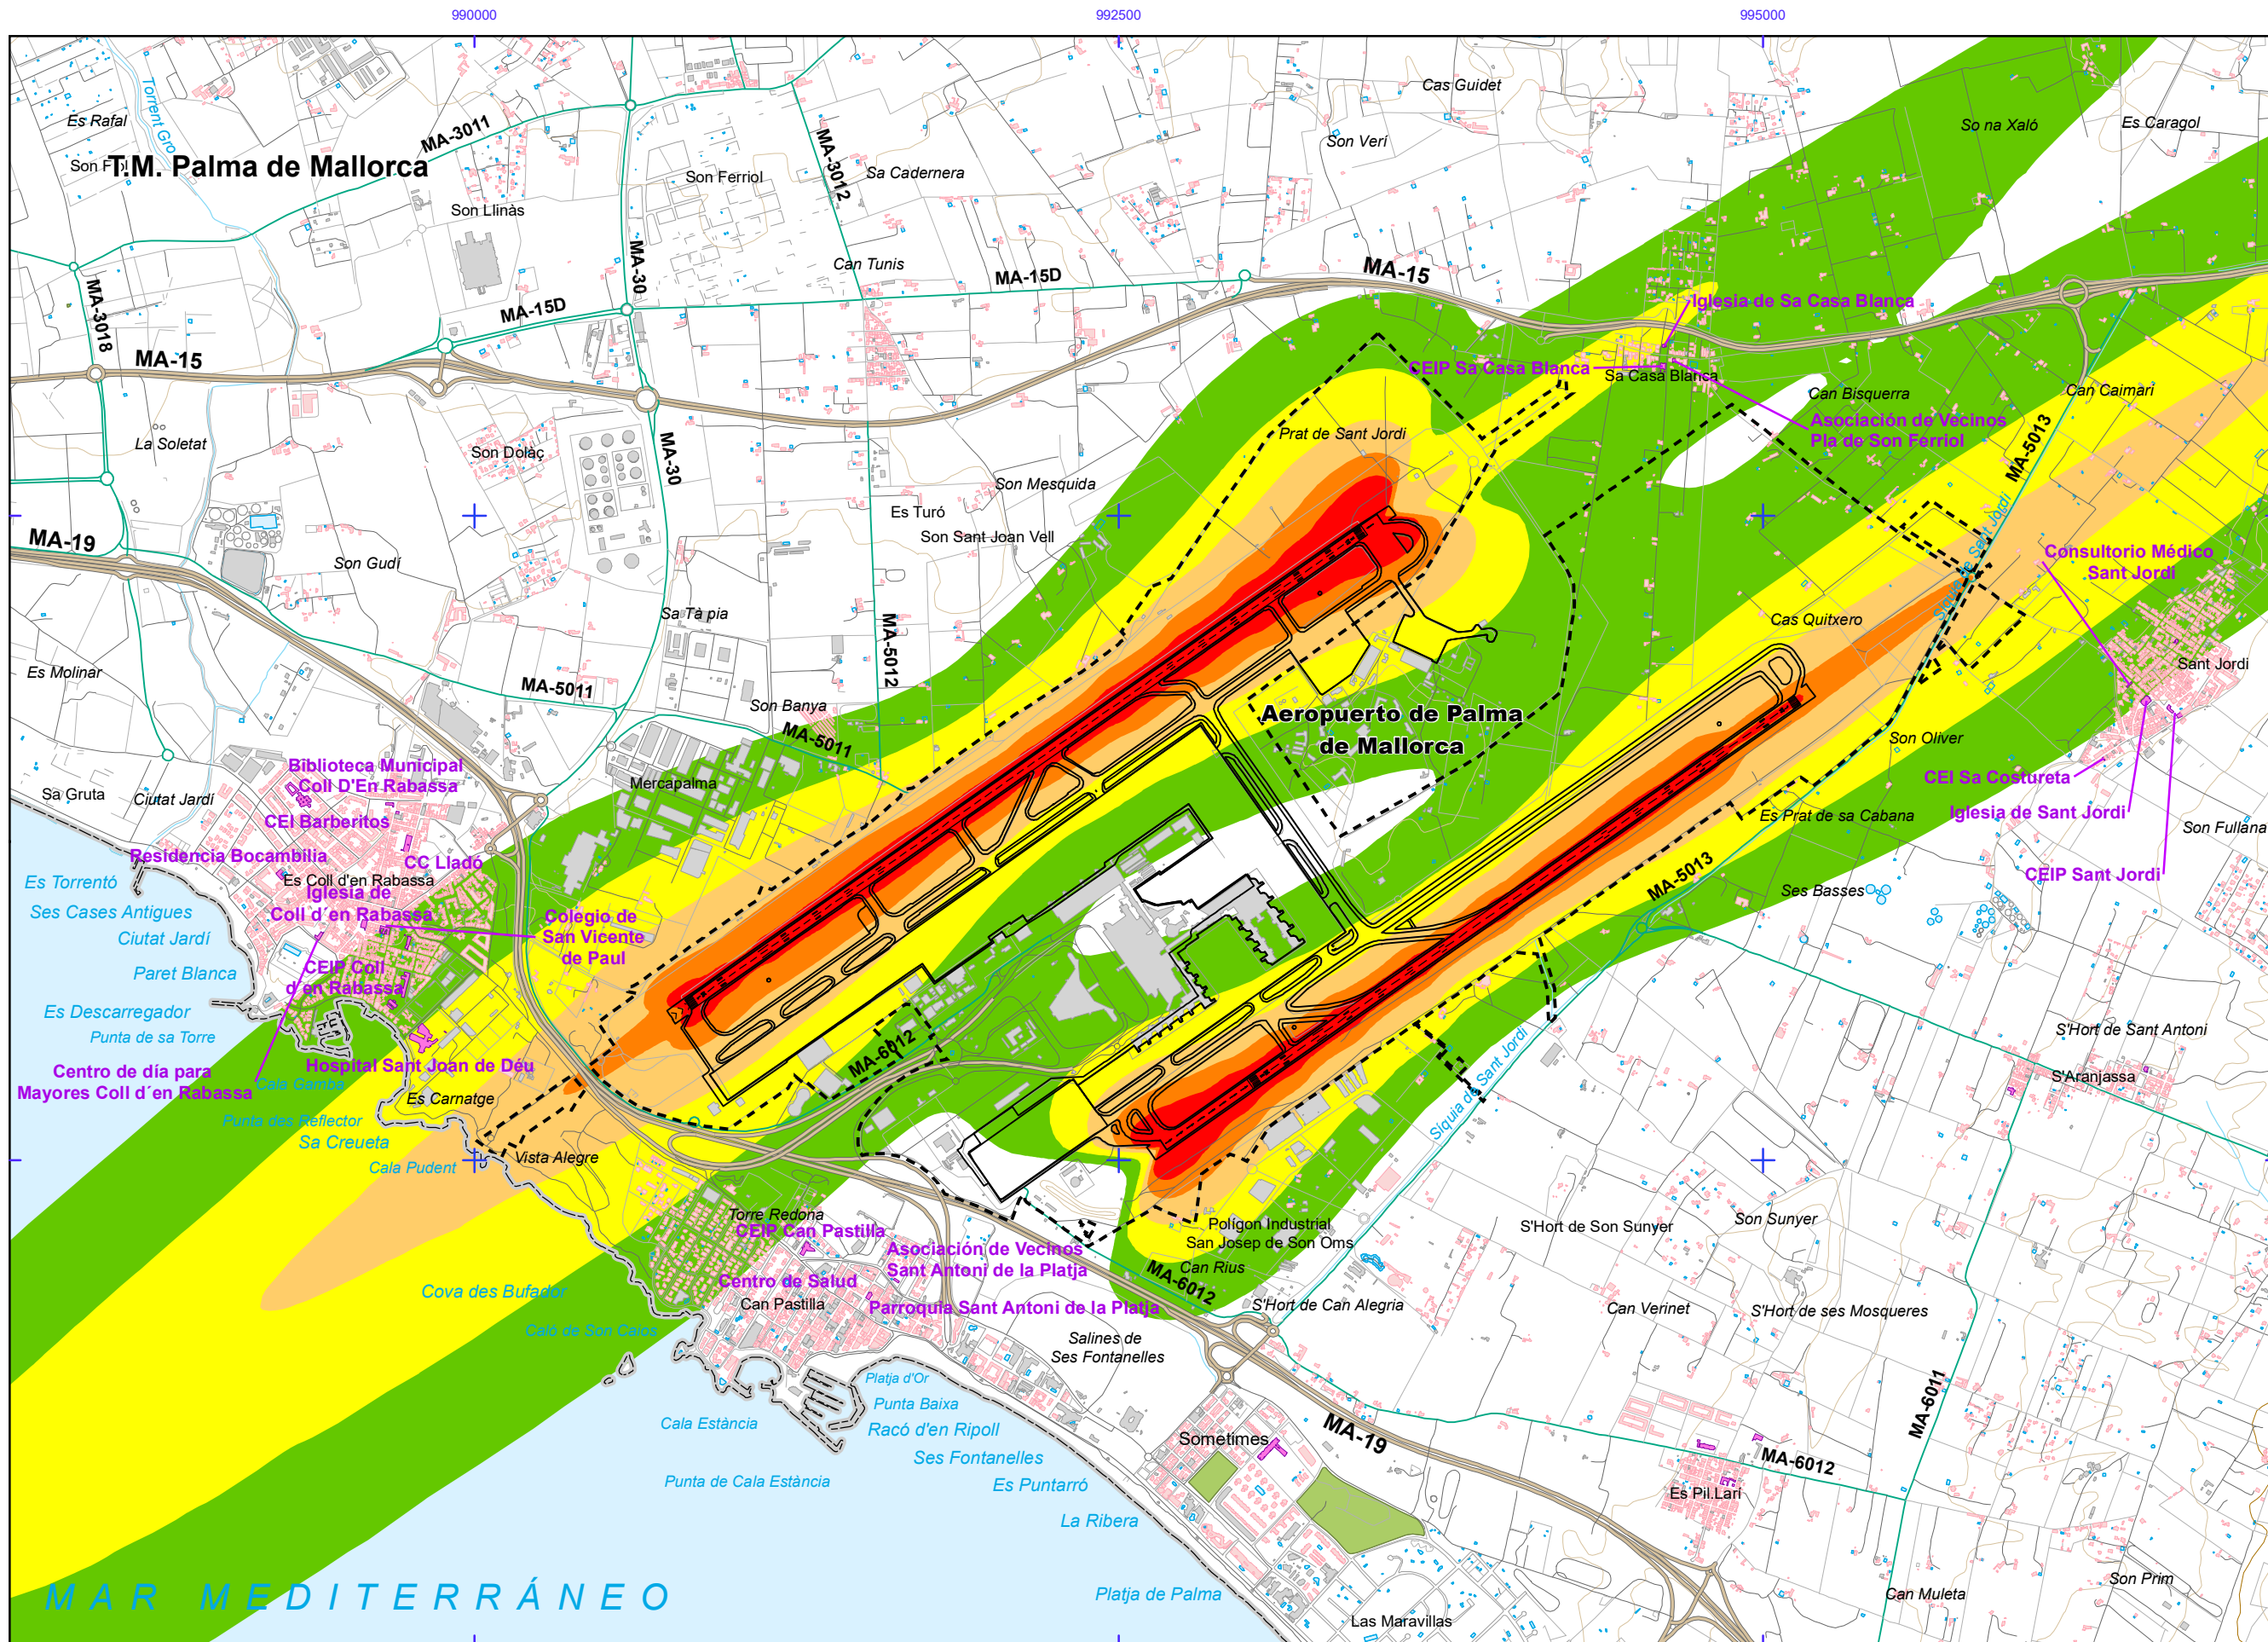 990000
992500
995000
Es Rafal
Torrent Gro
MA-3011
T.M. Palma de Mallorca
Son Llinàs
Son Ferriol
MA-3012
Sa Cadernera
Cas Guidet
Son Verí
So na Xaló
Es Caragol
MA-3018
MA-30
Can Tunis
MA-15D
MA-15D
MA-15
MA-15
Iglesia de Sa Casa Blanca
CEIP Sa Casa Blanca
Sa Casa Blanca
Can Bisquerra
Can Caimari
Asociación de Vecinos
Pla de Son Ferriol
MA-5013
La Soletat
Son Dolaç
MA-30
Prat de Sant Jordi
Son Mesquida
Es Turó
Son Sant Joan Vell
MA-19
Son Gudí
Siquia de Sant Jordi
Consultorio Médico
Sant Jordi
Sa Tà pia
MA-5012
Cas Quitxero
Es Molinar
MA-5011
Sant Jordi
Son Banya
MA-5011
Aeropuerto de Palma
de Mallorca
Son Oliver
CEI Sa Costureta
Biblioteca Municipal
Coll D'En Rabassa
Mercapalma
Sa Gruta
Ciutat Jardí
CEI Barberitos
Es Prat de sa Cabana
Iglesia de Sant Jordi
Son Fullana
Residencia Bocambilia
CC Lladó
Es Coll d'en Rabassa
Es Torrentó
Iglesia de
Coll d´en Rabassa
MA-5013
Ses Basses
CEIP Sant Jordi
Ses Cases Antigues
Ciutat Jardí
Colegio de
San Vicente
de Paul
Paret Blanca
CEIP Coll
d´en Rabassa
Es Descarregador
Punta de sa Torre
MA-6012
Siquia de Sant Jordi
S'Hort de Sant Antoni
Centro de día para
Mayores Coll d´en Rabassa
Hospital Sant Joan de Déu
Cala Gamba
Es Carnatge
S'Aranjassa
Punta des Reflector
Sa Creueta
Cala Pudent
Vista Alegre
Torre Redona
CEIP Can Pastilla
Asociación de Vecinos
Sant Antoni de la Platja
Polígon Industrial
San Josep de Son Oms
S'Hort de Son Sunyer
Son Sunyer
Can Rius
MA-6012
Centro de Salud
Can Pastilla
Parroquia Sant Antoni de la Platja
Cova des Bufador
S'Hort de Can Alegria
Can Verinet
S'Hort de ses Mosqueres
Caló de Son Caios
Salines de
Ses Fontanelles
Platja d'Or
Punta Baixa
Racó d'en Ripoll
MA-6011
Cala Estància
Ses Fontanelles
Sometimes
MA-19
MA-6012
Punta de Cala Estància
Es Puntarró
Es Pil.Larí
La Ribera
MAR MEDITERRÁNEO
Platja de Palma
Las Maravillas
Can Muleta
Son Prim